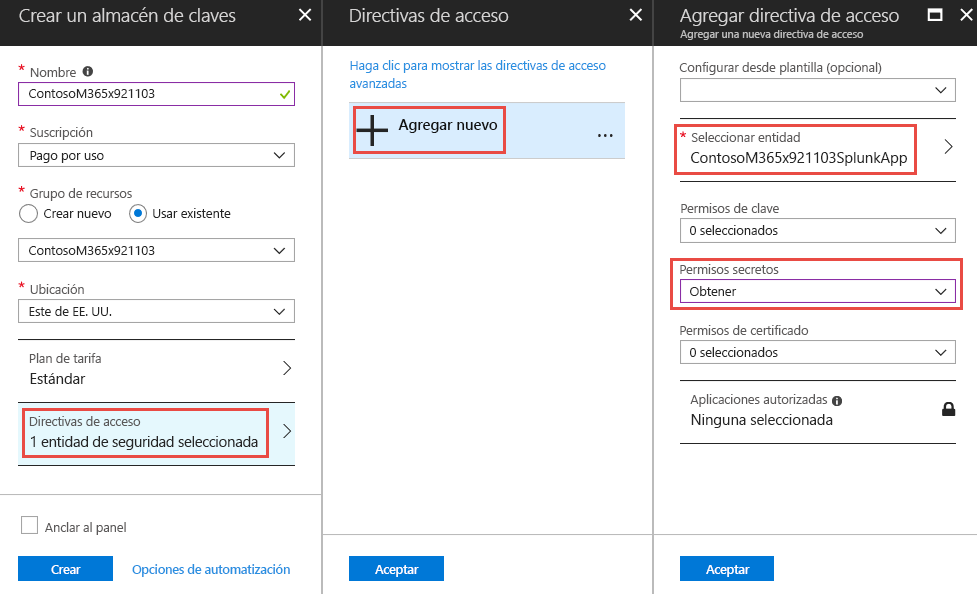 Crear un almacén de claves
* Nombre
ContosoM365x921103
* Suscripción
Pago por uso
* Grupo de recursos
Crear nuevo Usar existente
ContosoM365x921103
* Ubicación
Este de EE. UU.
Plan de tarifa
Estándar
Directivas de acceso
1 entidad de seguridad seleccionada
Anclar al panel
Crear Opciones de automatización
Directivas de acceso
Haga clic para mostrar las directivas de acceso
avanzadas
Agregar nuevo ...
Aceptar
Agregar directiva de acceso
Agregar una nueva directiva de acceso
Configurar desde plantilla (opcional)
* Seleccionar entidad
ContosoM365x921103SplunkApp
Permisos de clave
0 seleccionados
Permisos secretos
Obtener
Permisos de certificado
0 seleccionados
Aplicaciones autorizadas
Ninguna seleccionada
Aceptar